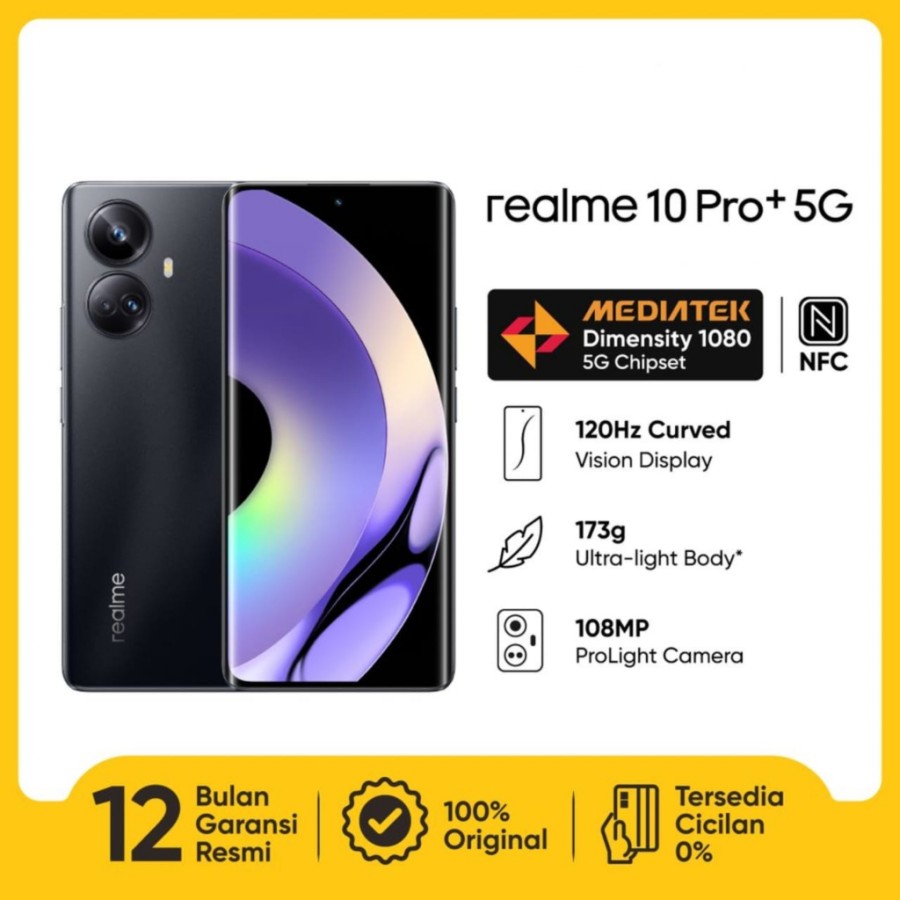 realme 10 Pro+ 5G
MEDIATEK
Dimensity 1080
5G Chipset
N
NFC
120Hz Curved
Vision Display
173g
Ultra-light Body*
108MP
ProLight Camera
realme
12
Bulan
Garansi
Resmi
100%
Original
Tersedia
Cicilan
0%